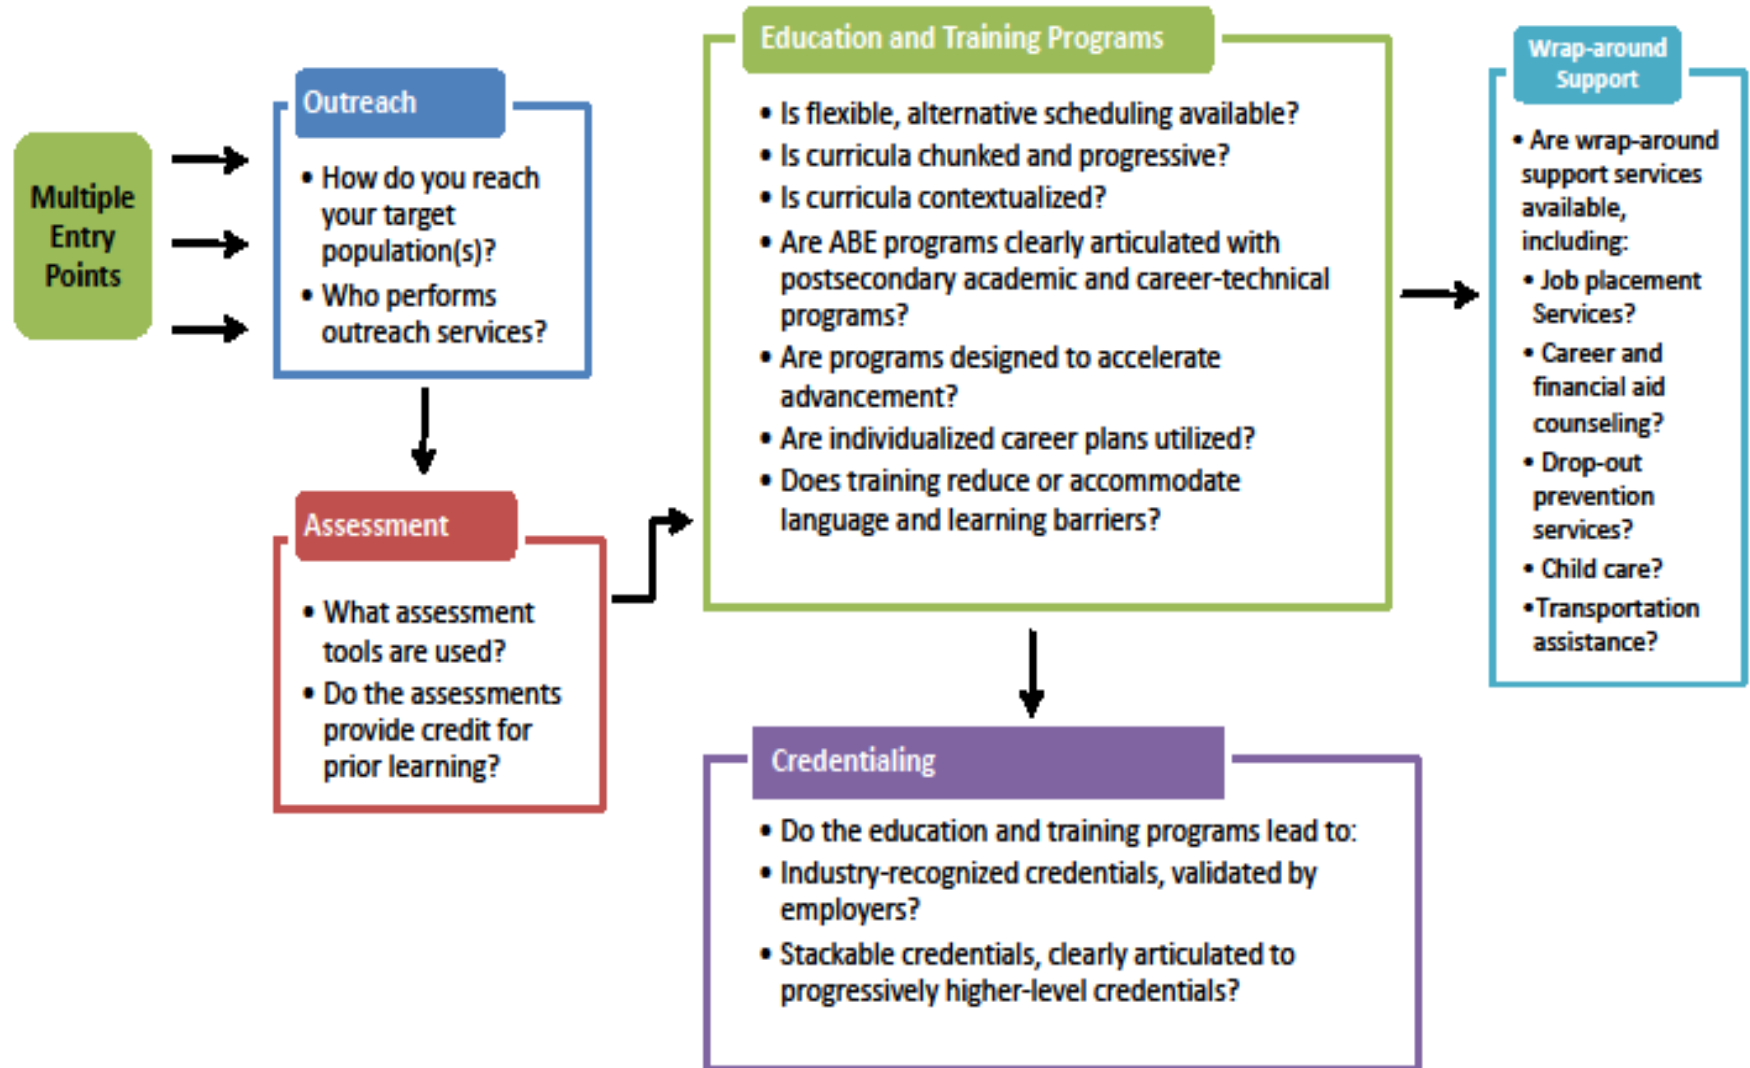 Multiple
Entry
Points
Outreach
• How do you reach
your target
population(s)?
• Who performs
outreach services?
Assessment
• What assessment
tools are used?
• Do the assessments
provide credit for
prior learning?
Education and Training Programs
• Is flexible, alternative scheduling available?
• Is curricula chunked and progressive?
• Is curricula contextualized?
• Are ABE programs clearly articulated with
postsecondary academic and career-technical
programs?
• Are programs designed to accelerate
advancement?
• Are individualized career plans utilized?
• Does training reduce or accommodate
language and learning barriers?
Credentialing
• Do the education and training programs lead to:
• Industry-recognized credentials, validated by
employers?
• Stackable credentials, clearly articulated to
progressively higher-level credentials?
Wrap-around
Support
• Are wrap-around
support services
available,
including:
• Job placement
Services?
• Career and
financial aid
counseling?
• Drop-out
prevention
services?
• Child care?
•Transportation
assistance?